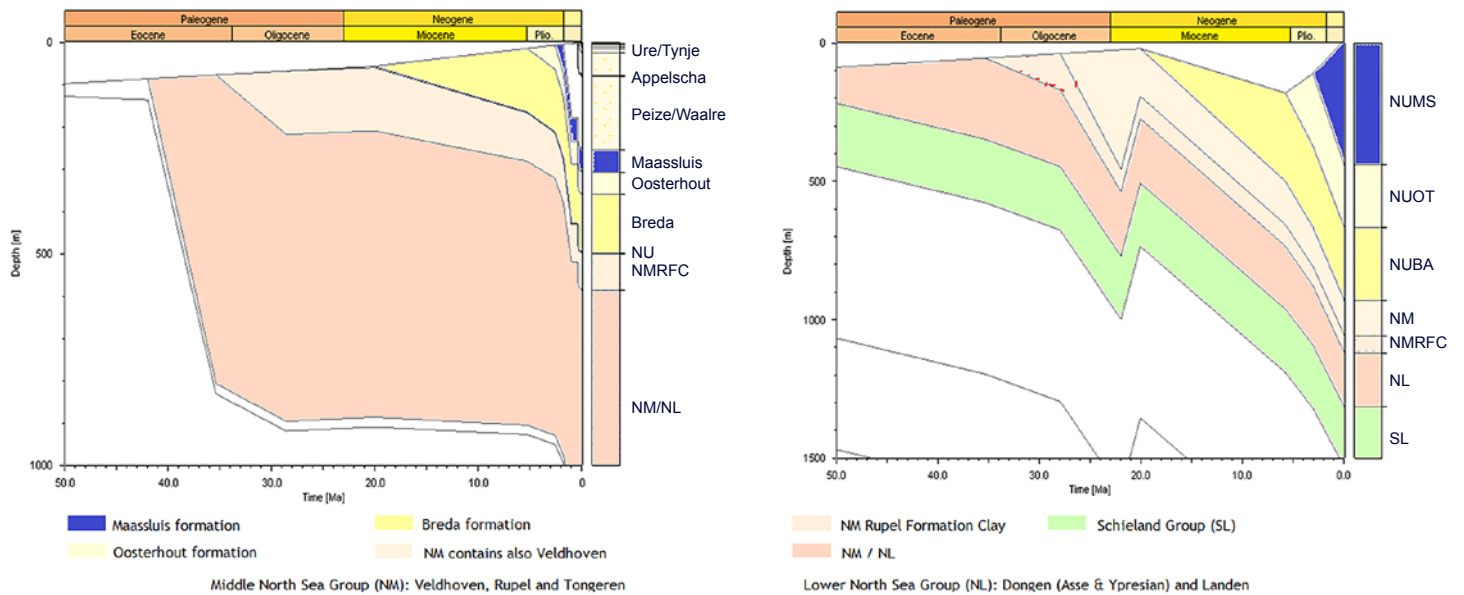 Paleogene Neogene
Eocene Oligocene Miocene Plio.
0
500
1000
Depth [m]
50.0 40.0 30.0 20.0 10.0 0
Time [Ma]
Ure/Tynje
Appelscha
Peize/Waalre
Maassluis
Oosterhout
Breda
NU
NMRFC
NM/NL
Paleogene Neogene
Eocene Oligocene Miocene Plio.
0
500
1000
1500
Depth [m]
50.0 40.0 30.0 20.0 10.0 0.0
Time [Ma]
NUMS
NUOT
NUBA
NM
NMRFC
NL
SL
Maassluis formation Breda formation NM Rupel Formation Clay Schieland Group (SL)
Oosterhout formation NM contains also Veldhoven NM / NL
Middle North Sea Group (NM): Veldhoven, Rupel and Tongeren Lower North Sea Group (NL): Dongen (Asse & Ypresian) and Landen